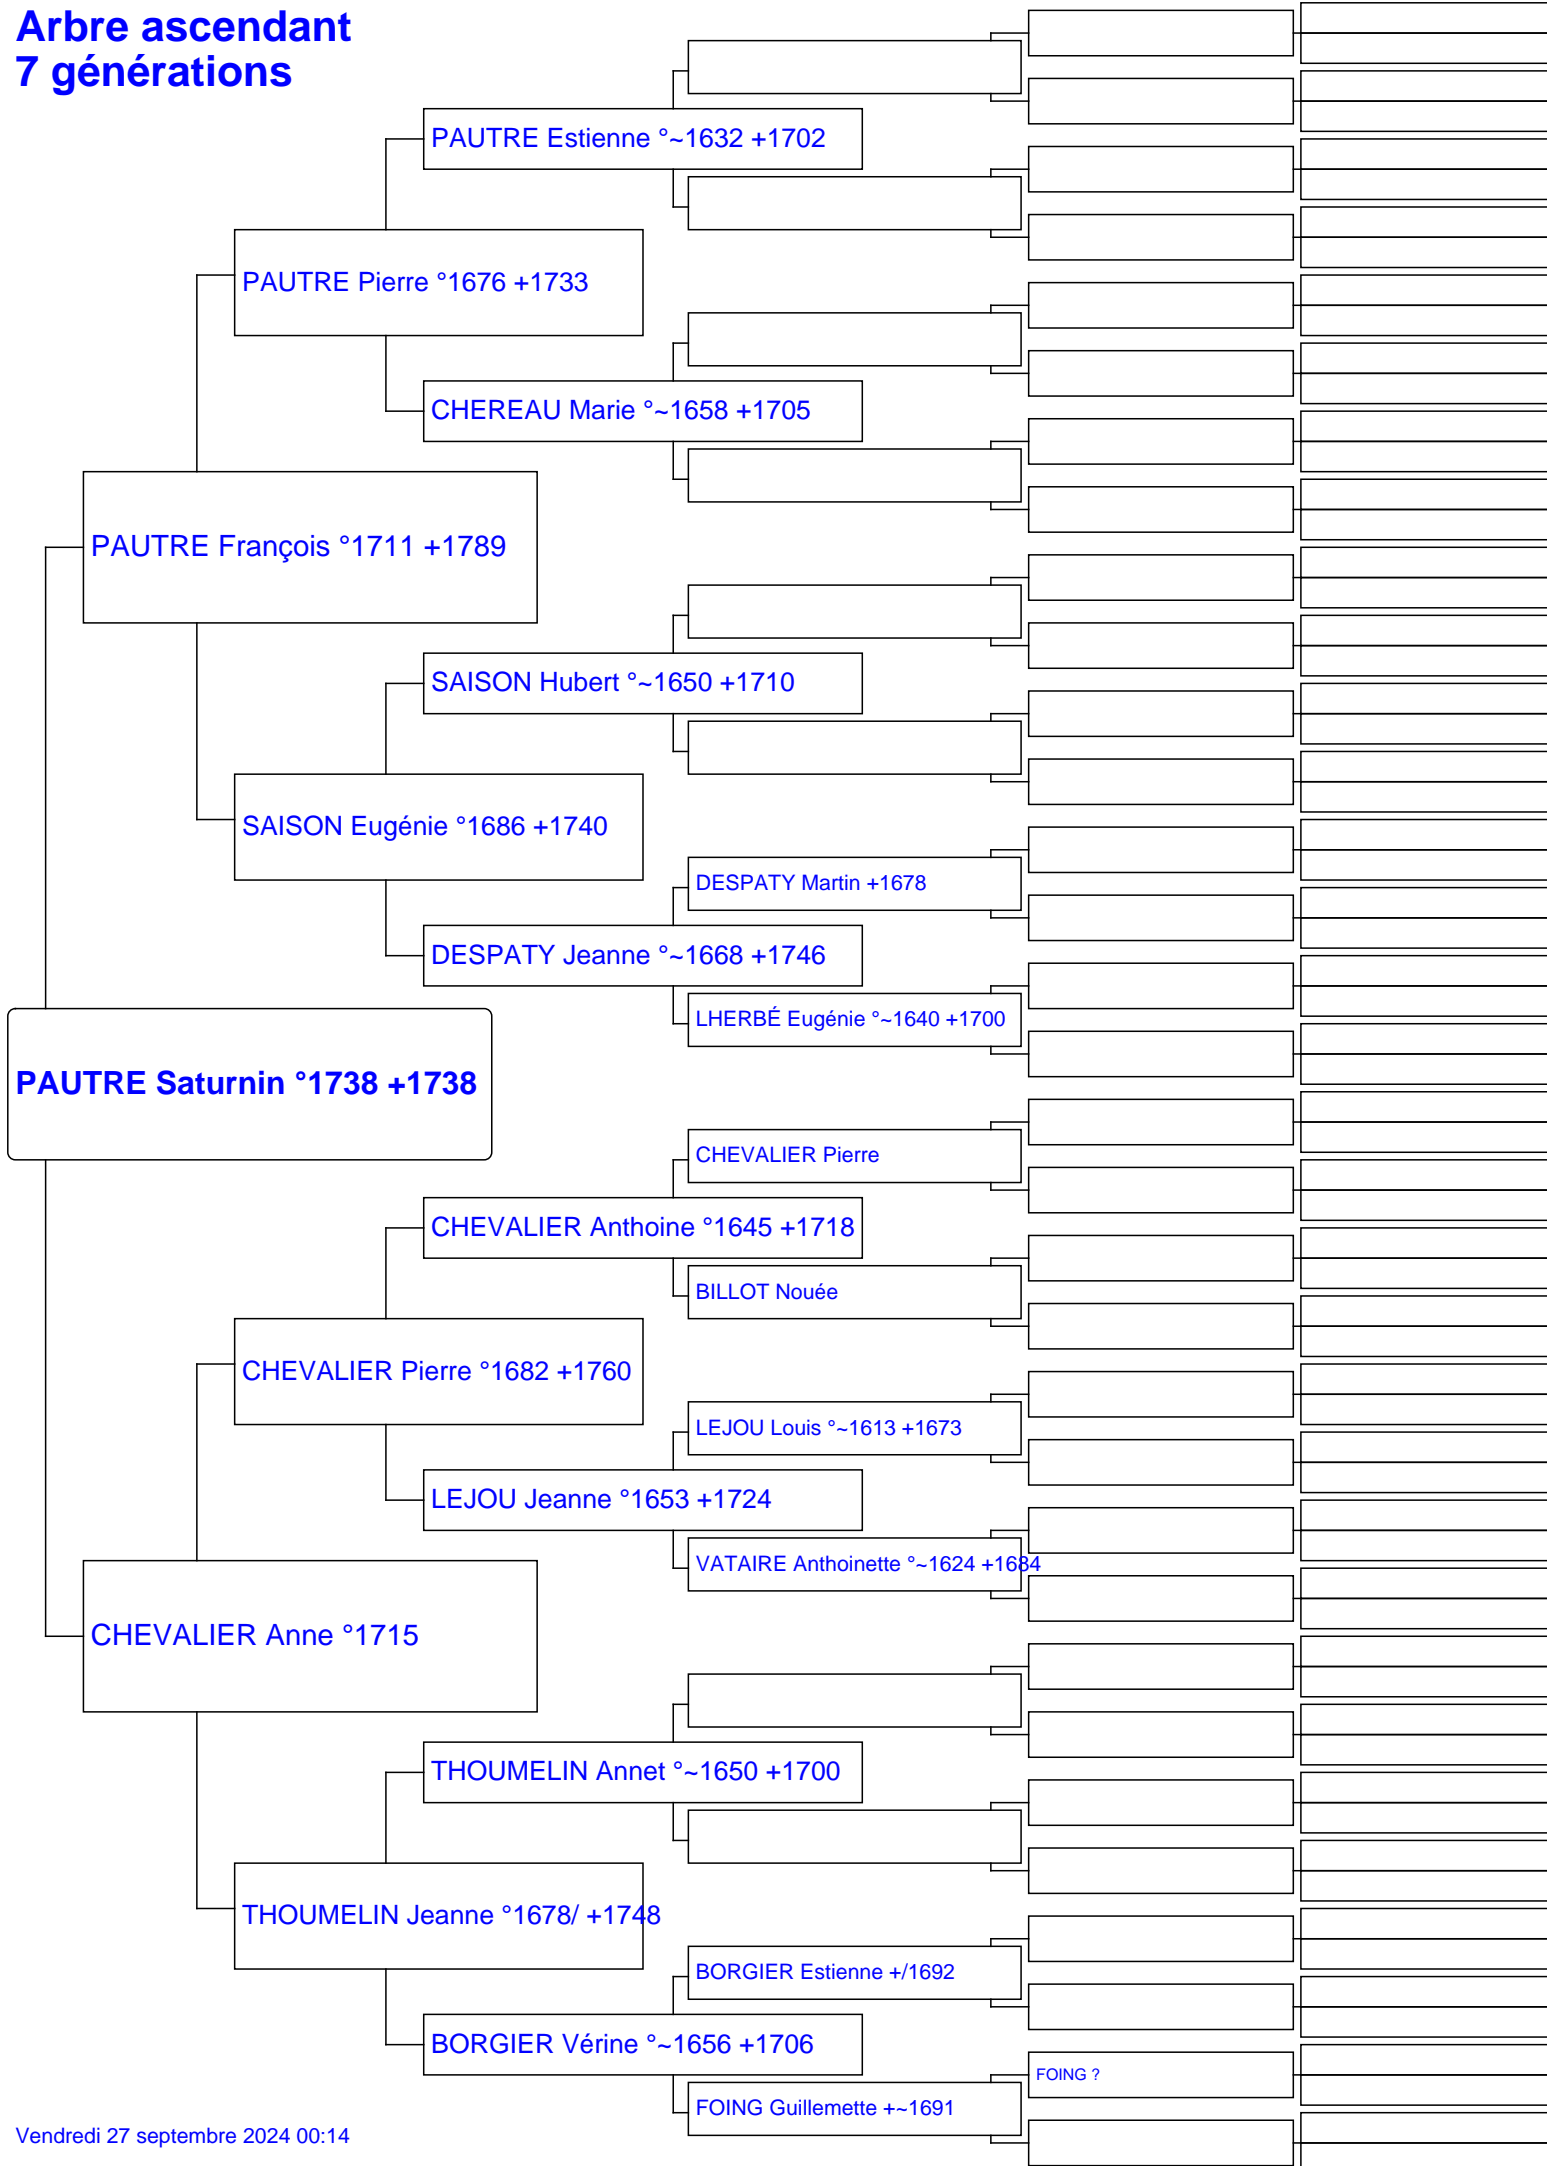 Arbre ascendant
7 générations
PAUTRE Estienne °~1632 +1702
PAUTRE Pierre °1676 +1733
CHEREAU Marie °~1658 +1705
PAUTRE François °1711 +1789
SAISON Hubert °~1650 +1710
SAISON Eugénie °1686 +1740
DESPATY Martin +1678
DESPATY Jeanne °~1668 +1746
LHERBÉ Eugénie °~1640 +1700
PAUTRE Saturnin °1738 +1738
CHEVALIER Pierre
CHEVALIER Anthoine °1645 +1718
BILLOT Nouée
CHEVALIER Pierre °1682 +1760
LEJOU Louis °~1613 +1673
LEJOU Jeanne °1653 +1724
VATAIRE Anthoinette °~1624 +1684
CHEVALIER Anne °1715
THOUMELIN Annet °~1650 +1700
THOUMELIN Jeanne °1678/ +1748
BORGIER Estienne +/1692
BORGIER Vérine °~1656 +1706
FOING ?
FOING Guillemette +~1691
Vendredi 27 septembre 2024 00:14